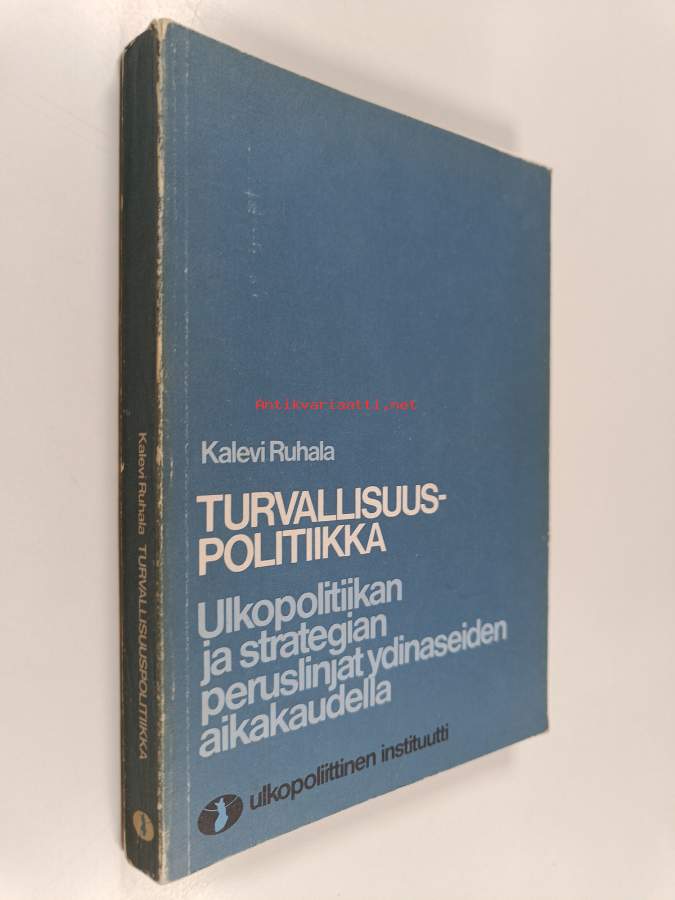 Antikvariaatti.net
Kalevi Ruhala
TURVALLISUUS-
POLITIIKKA
Ulkopolitiikan
ja strategian
peruslinjat ydinaseiden
aikakaudella
ulkopoliittinen instituutti
Kalevi Ruhala TURVALLISUUSPOLITIIKKA